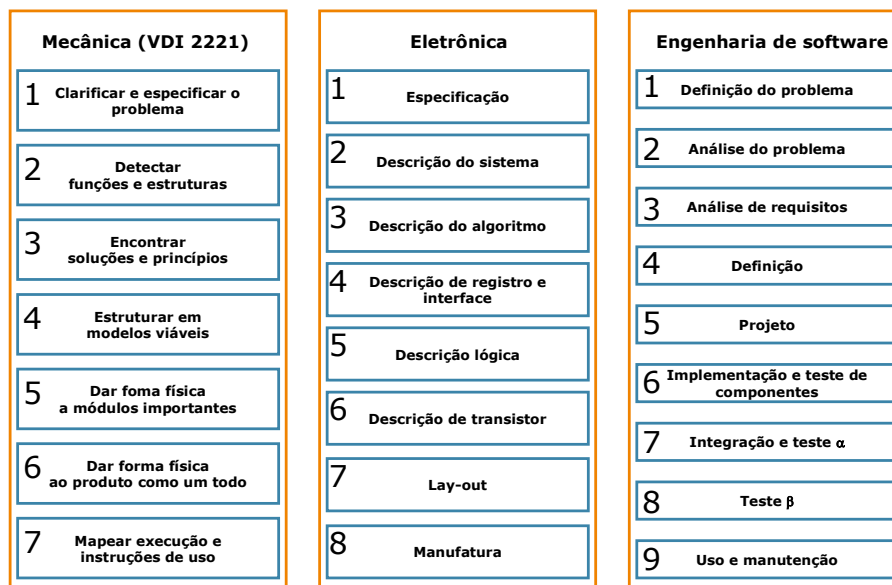 Mecânica (VDI 2221)
1 Clarificar e especificar o
problema
2 Detectar
funções e estruturas
3 Encontrar
soluções e princípios
4 Estruturar em
modelos viáveis
5 Dar foma física
a módulos importantes
6 Dar forma física
ao produto como um todo
7 Mapear execução e
instruções de uso
Eletrônica
1 Especificação
2 Descrição do sistema
3 Descrição do algoritmo
4 Descrição de registro e
interface
5 Descrição lógica
6 Descrição de transistor
7 Lay-out
8 Manufatura
Engenharia de software
1 Definição do problema
2 Análise do problema
3 Análise de requisitos
4 Definição
5 Projeto
6 Implementação e teste de
componentes
7 Integração e teste α
8 Teste β
9 Uso e manutenção